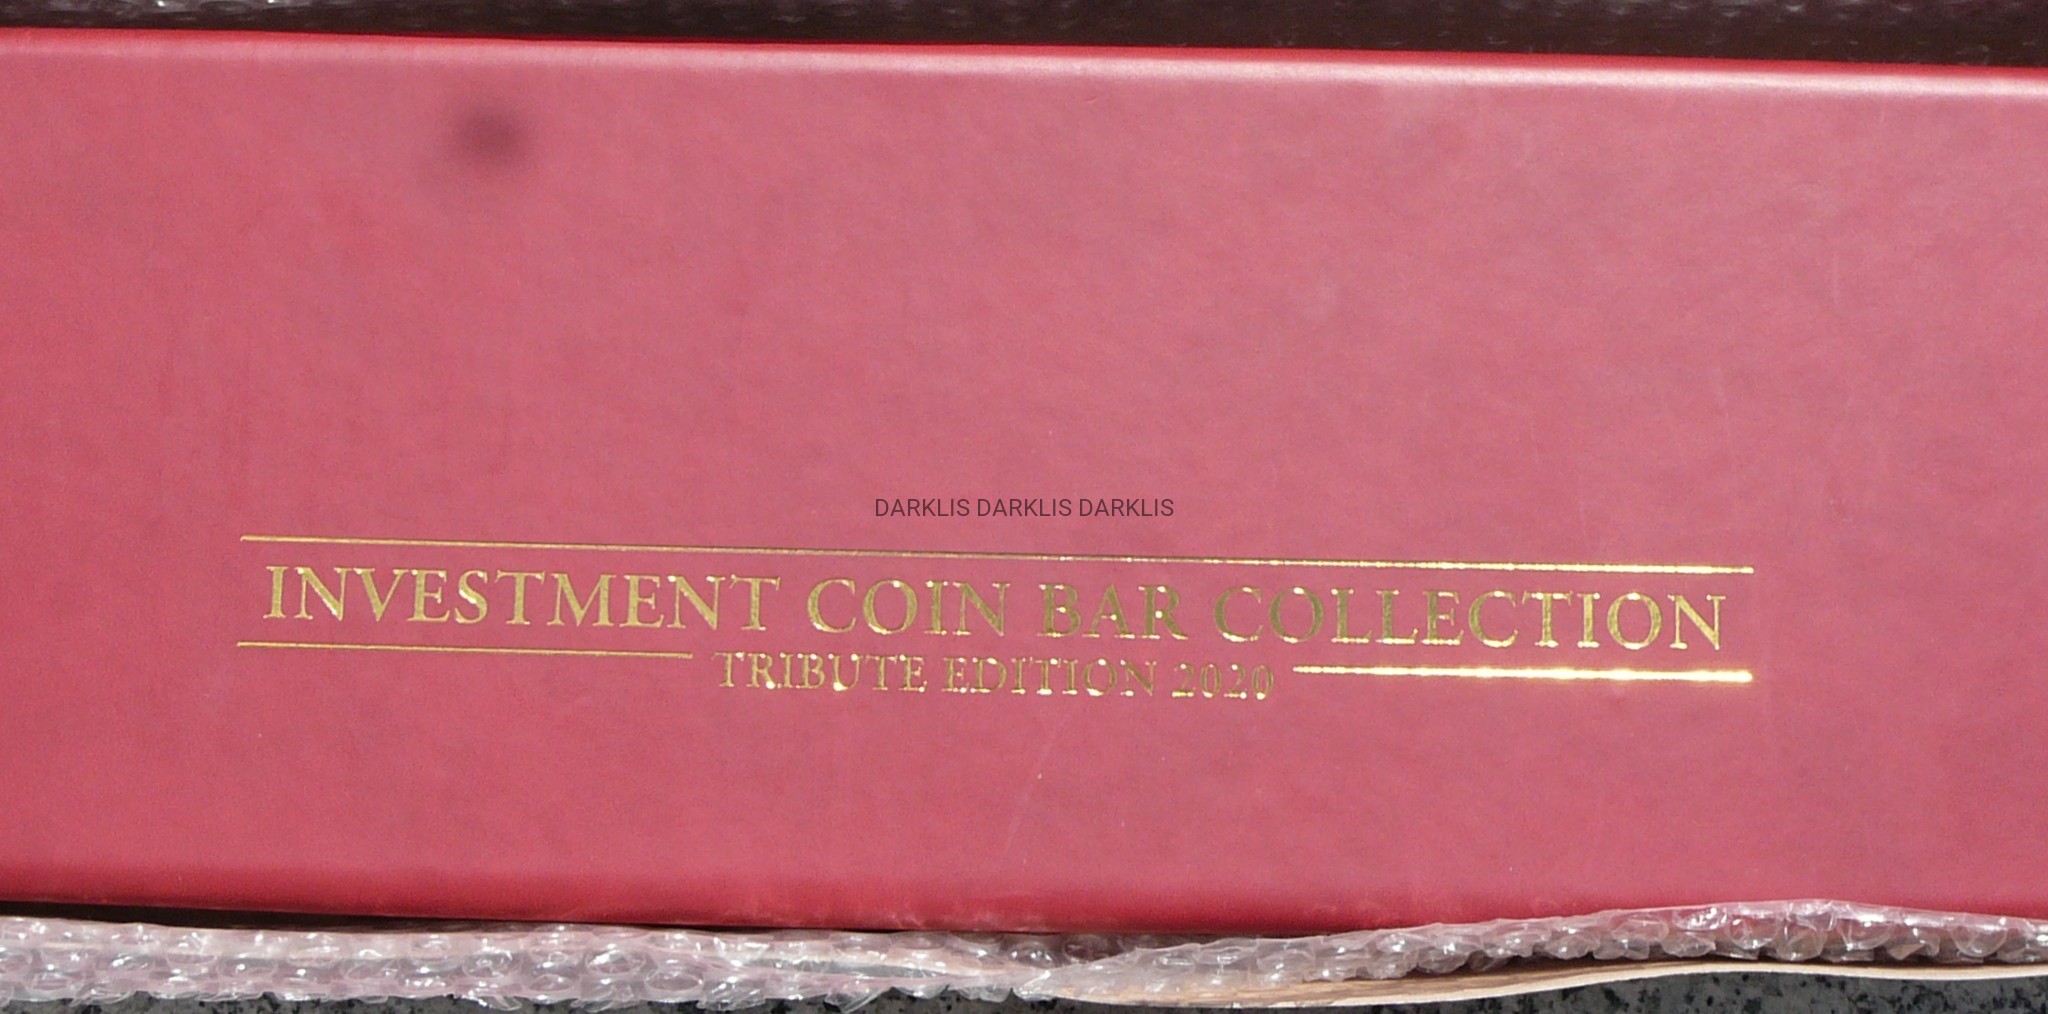 DARKLIS DARKLIS DARKLIS
INVESTMENT COIN BAR COLLECTION
TRIBUTE EDITION 2020